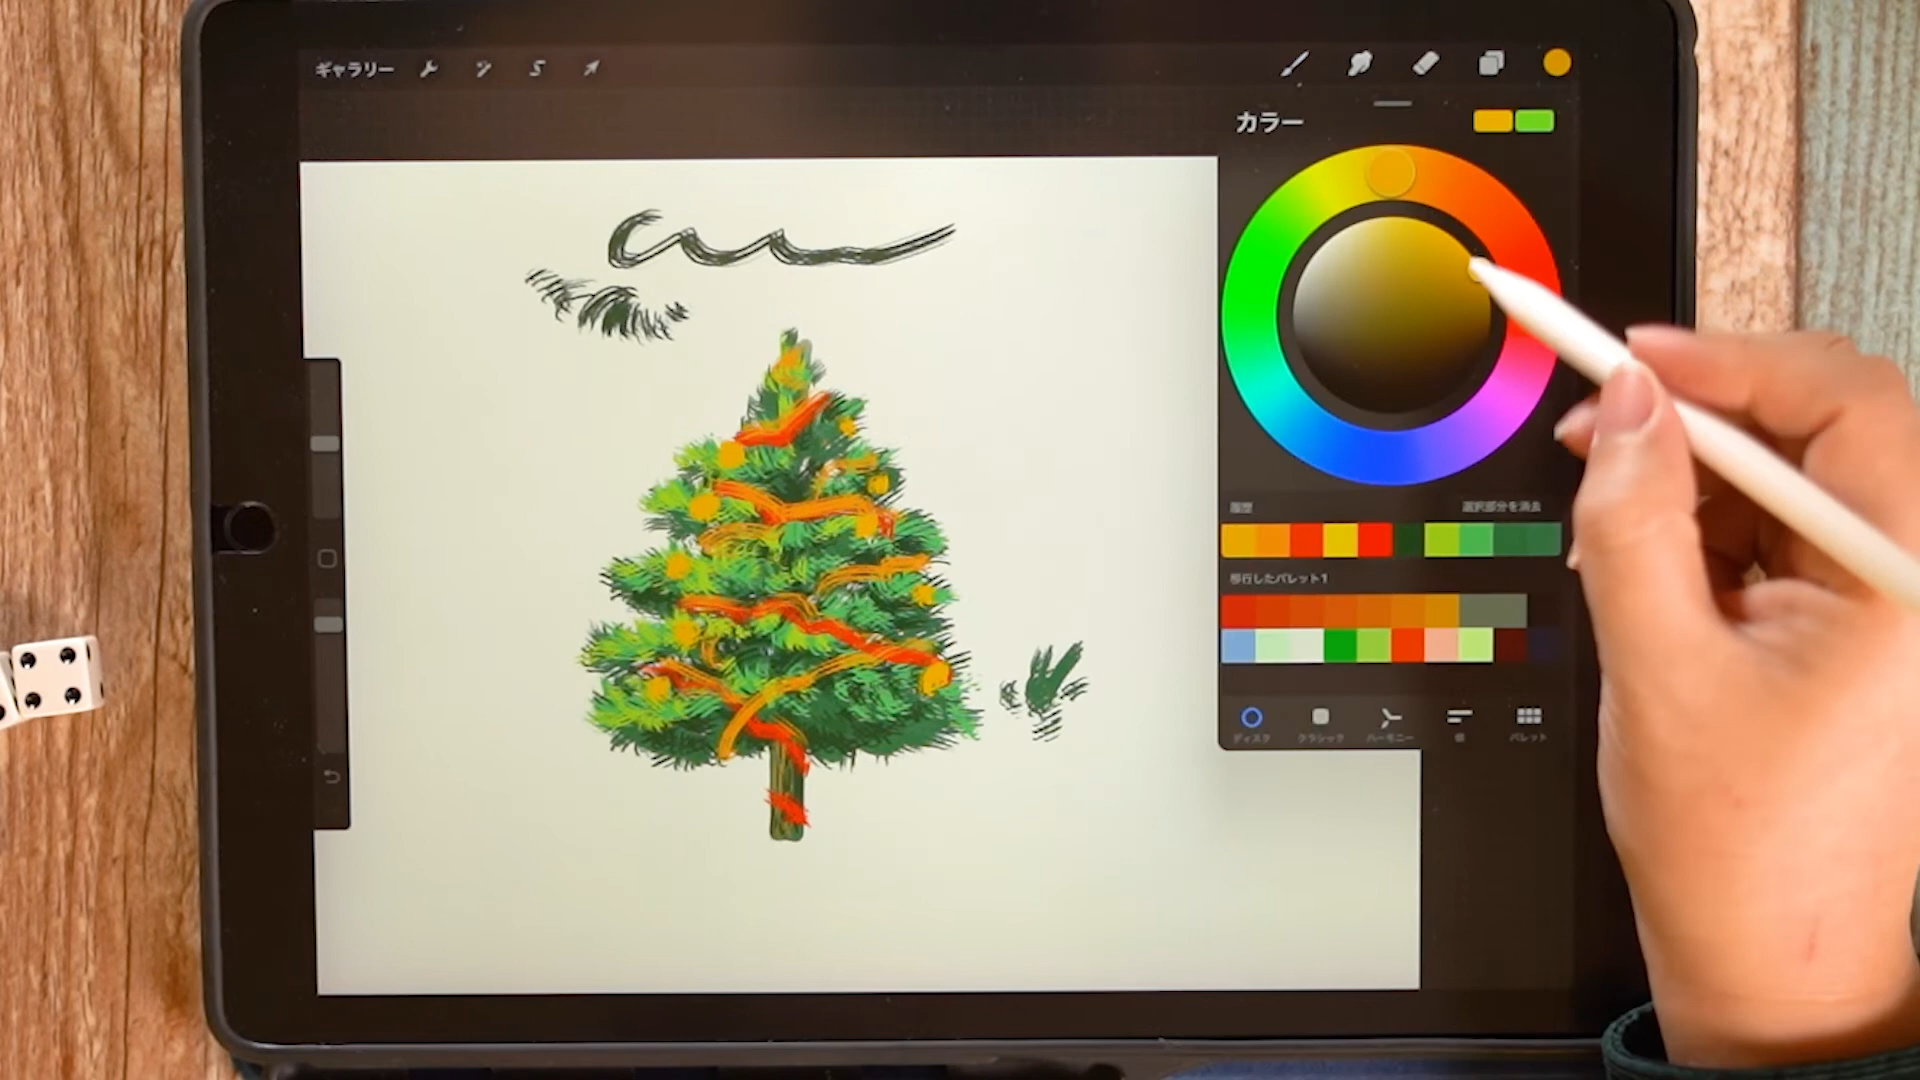 ギャラリー
カラー
履歴
選択部分を消去
移行したパレット1
ディスク
クラシック
ハーモニー
値
パレット